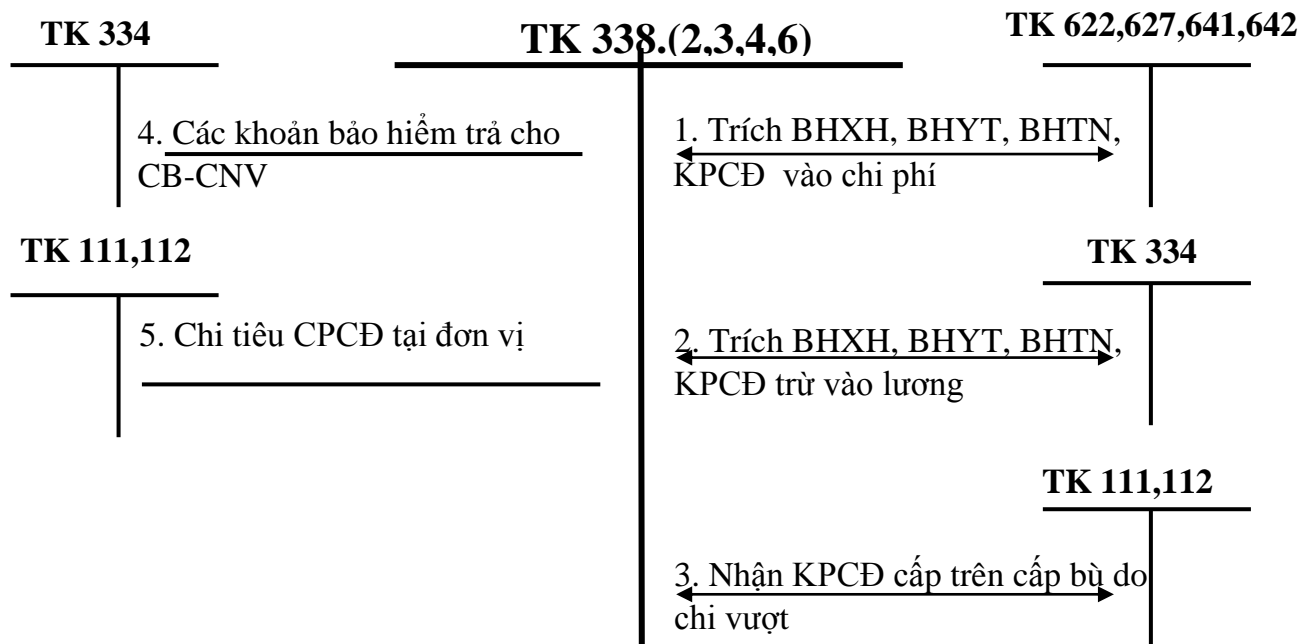 TK 334
TK 338.(2,3,4,6)
TK 622,627,641,642
4. Các khoản bảo hiểm trả cho
CB-CNV
1. Trích BHXH, BHYT, BHTN,
KPCĐ vào chi phí
TK 111,112
TK 334
5. Chi tiêu CPCĐ tại đơn vị
2. Trích BHXH, BHYT, BHTN,
KPCĐ trừ vào lương
TK 111,112
3. Nhận KPCĐ cấp trên cấp bù do
chi vượt